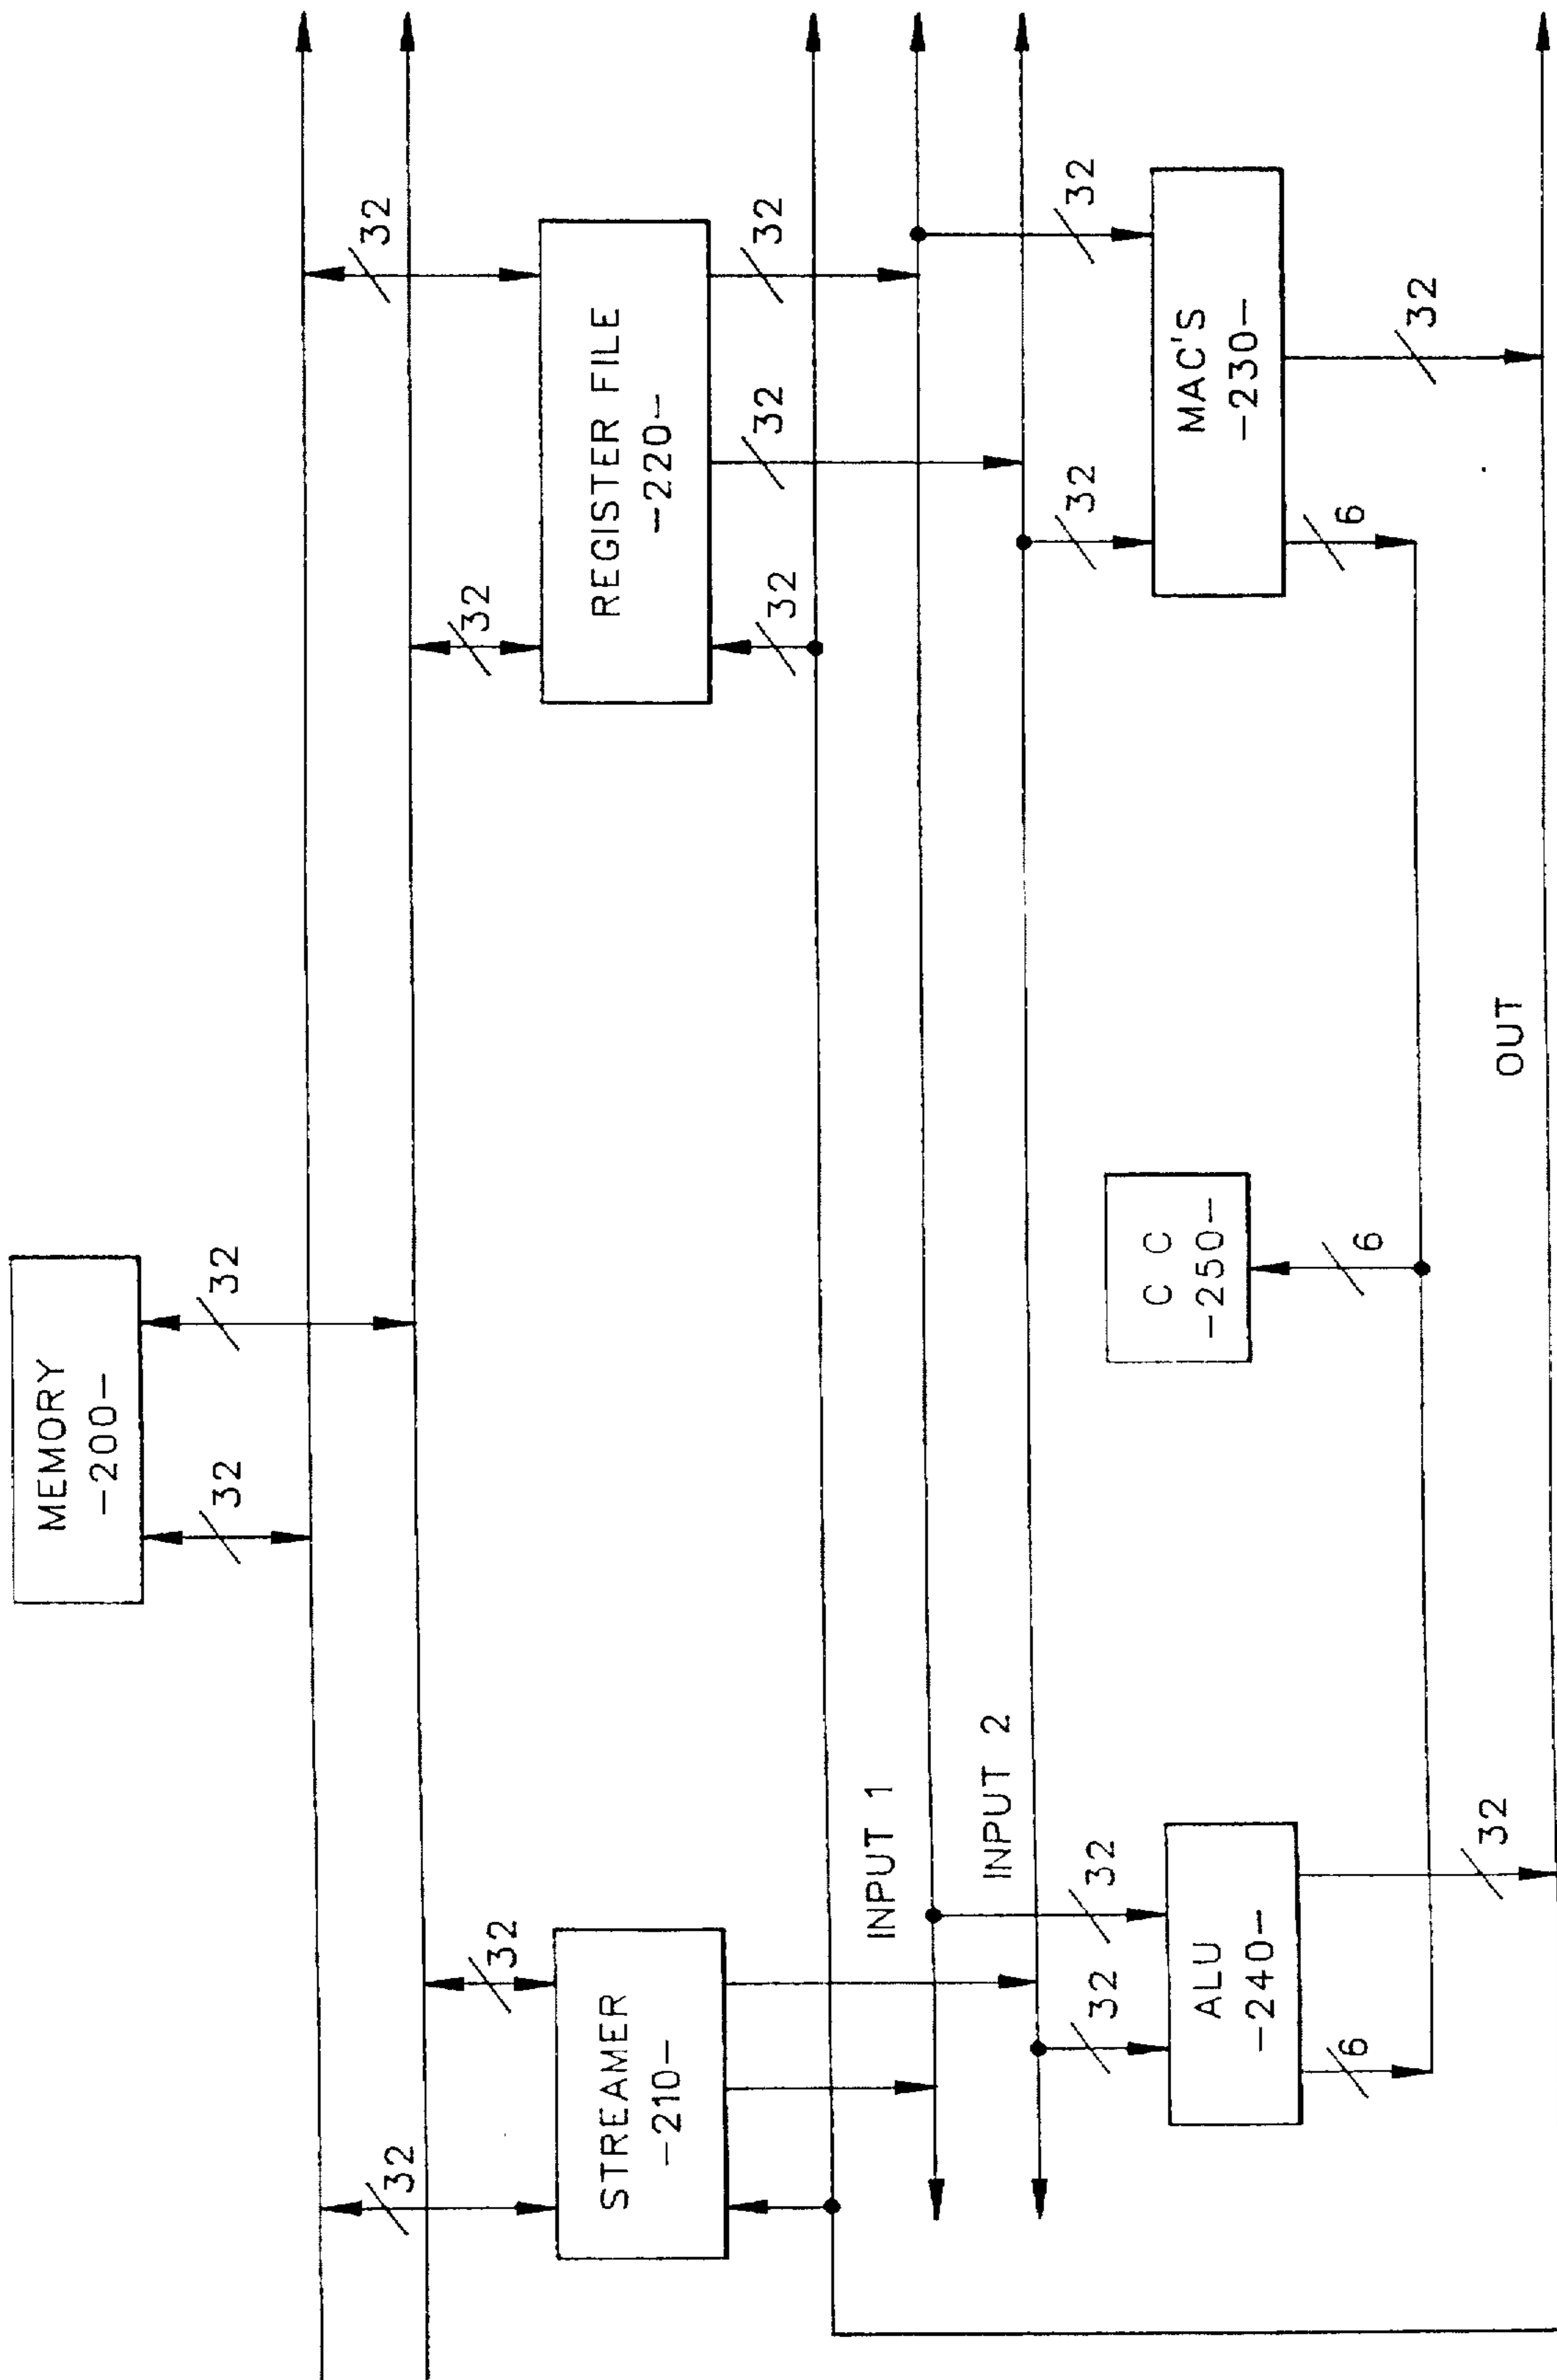 MEMORY
-200-
32
32
32
32
32
32
STREAMER
-210-
REGISTER FILE
-220-
32
32
32
INPUT 1
INPUT 2
32
32
32
32
ALU
-240-
C C
-250-
MAC'S
-230-
6
6
6
32
32
OUT